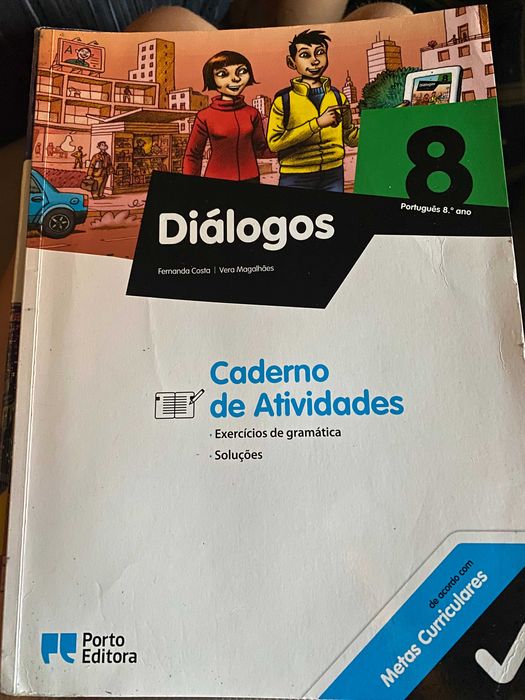 Diálogos
8
Português 8.º ano
Diálogos
Fernanda Costa | Vera Magalhães
Caderno
de Atividades
· Exercícios de gramática
· Soluções
de acordo com
Metas Curriculares
Porto
Editora